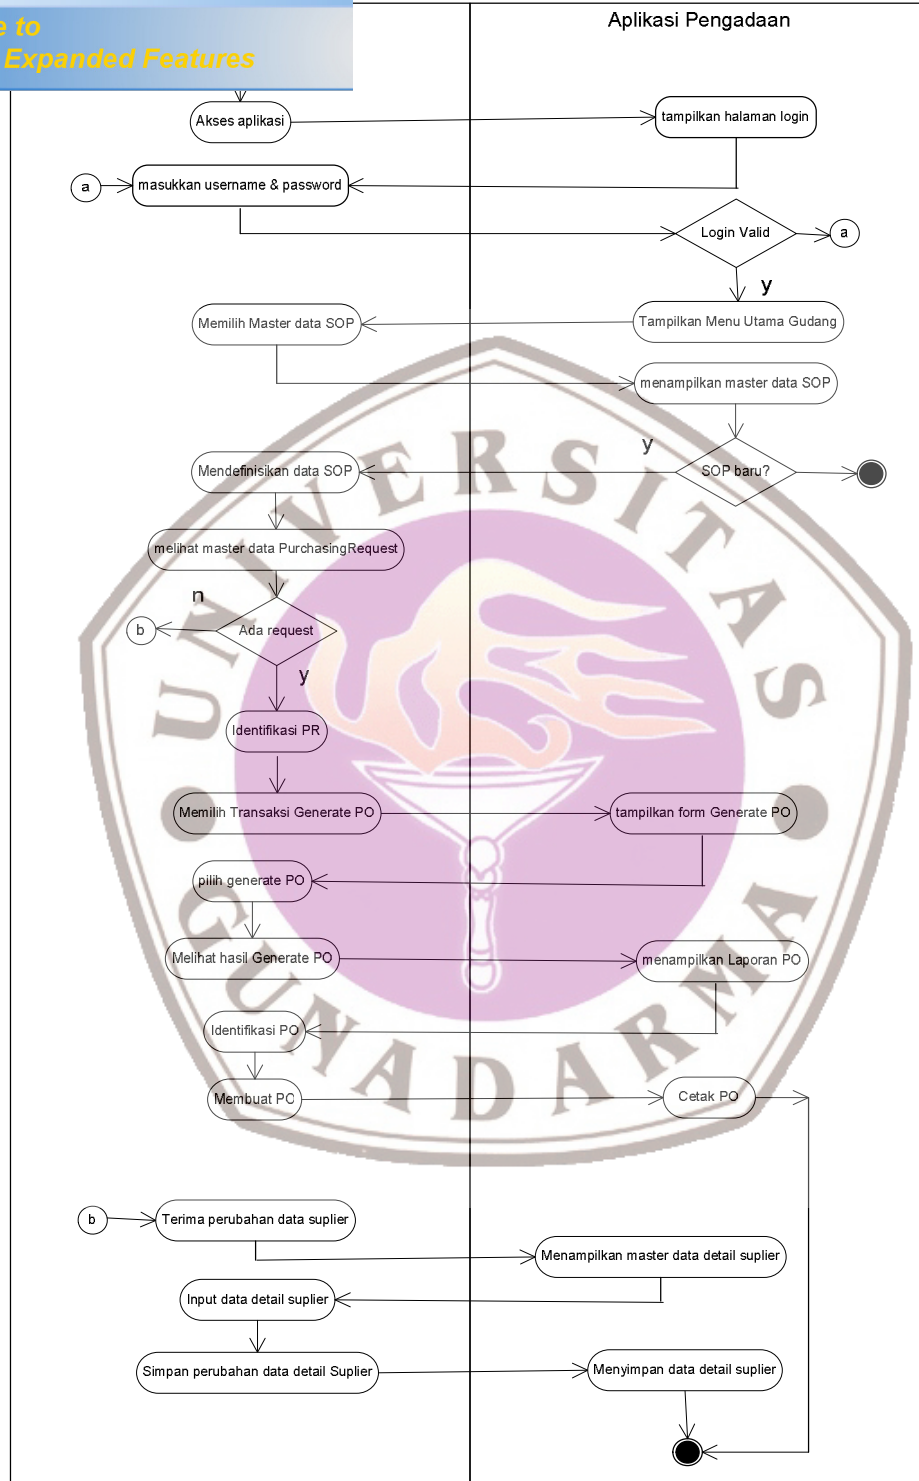 e to
Expanded Features
Aplikasi Pengadaan
Akses aplikasi
tampilkan halaman login
a
masukkan username & password
Login Valid
a
y
Memilih Master data SOP
Tampilkan Menu Utama Gudang
menampilkan master data SOP
y
Mendefinisikan data SOP
SOP baru?
melihat master data PurchasingRequest
n
b
Ada request
y
Identifikasi PR
Memilih Transaksi Generate PO
tampilkan form Generate PO
pilih generate PO
Melihat hasil Generate PO
menampilkan Laporan PO
Identifikasi PO
Membuat PO
Cetak PO
b
Terima perubahan data suplier
Menampilkan master data detail suplier
Input data detail suplier
Simpan perubahan data detail Suplier
Menyimpan data detail suplier
UNIVERSITAS
GUNADARMA